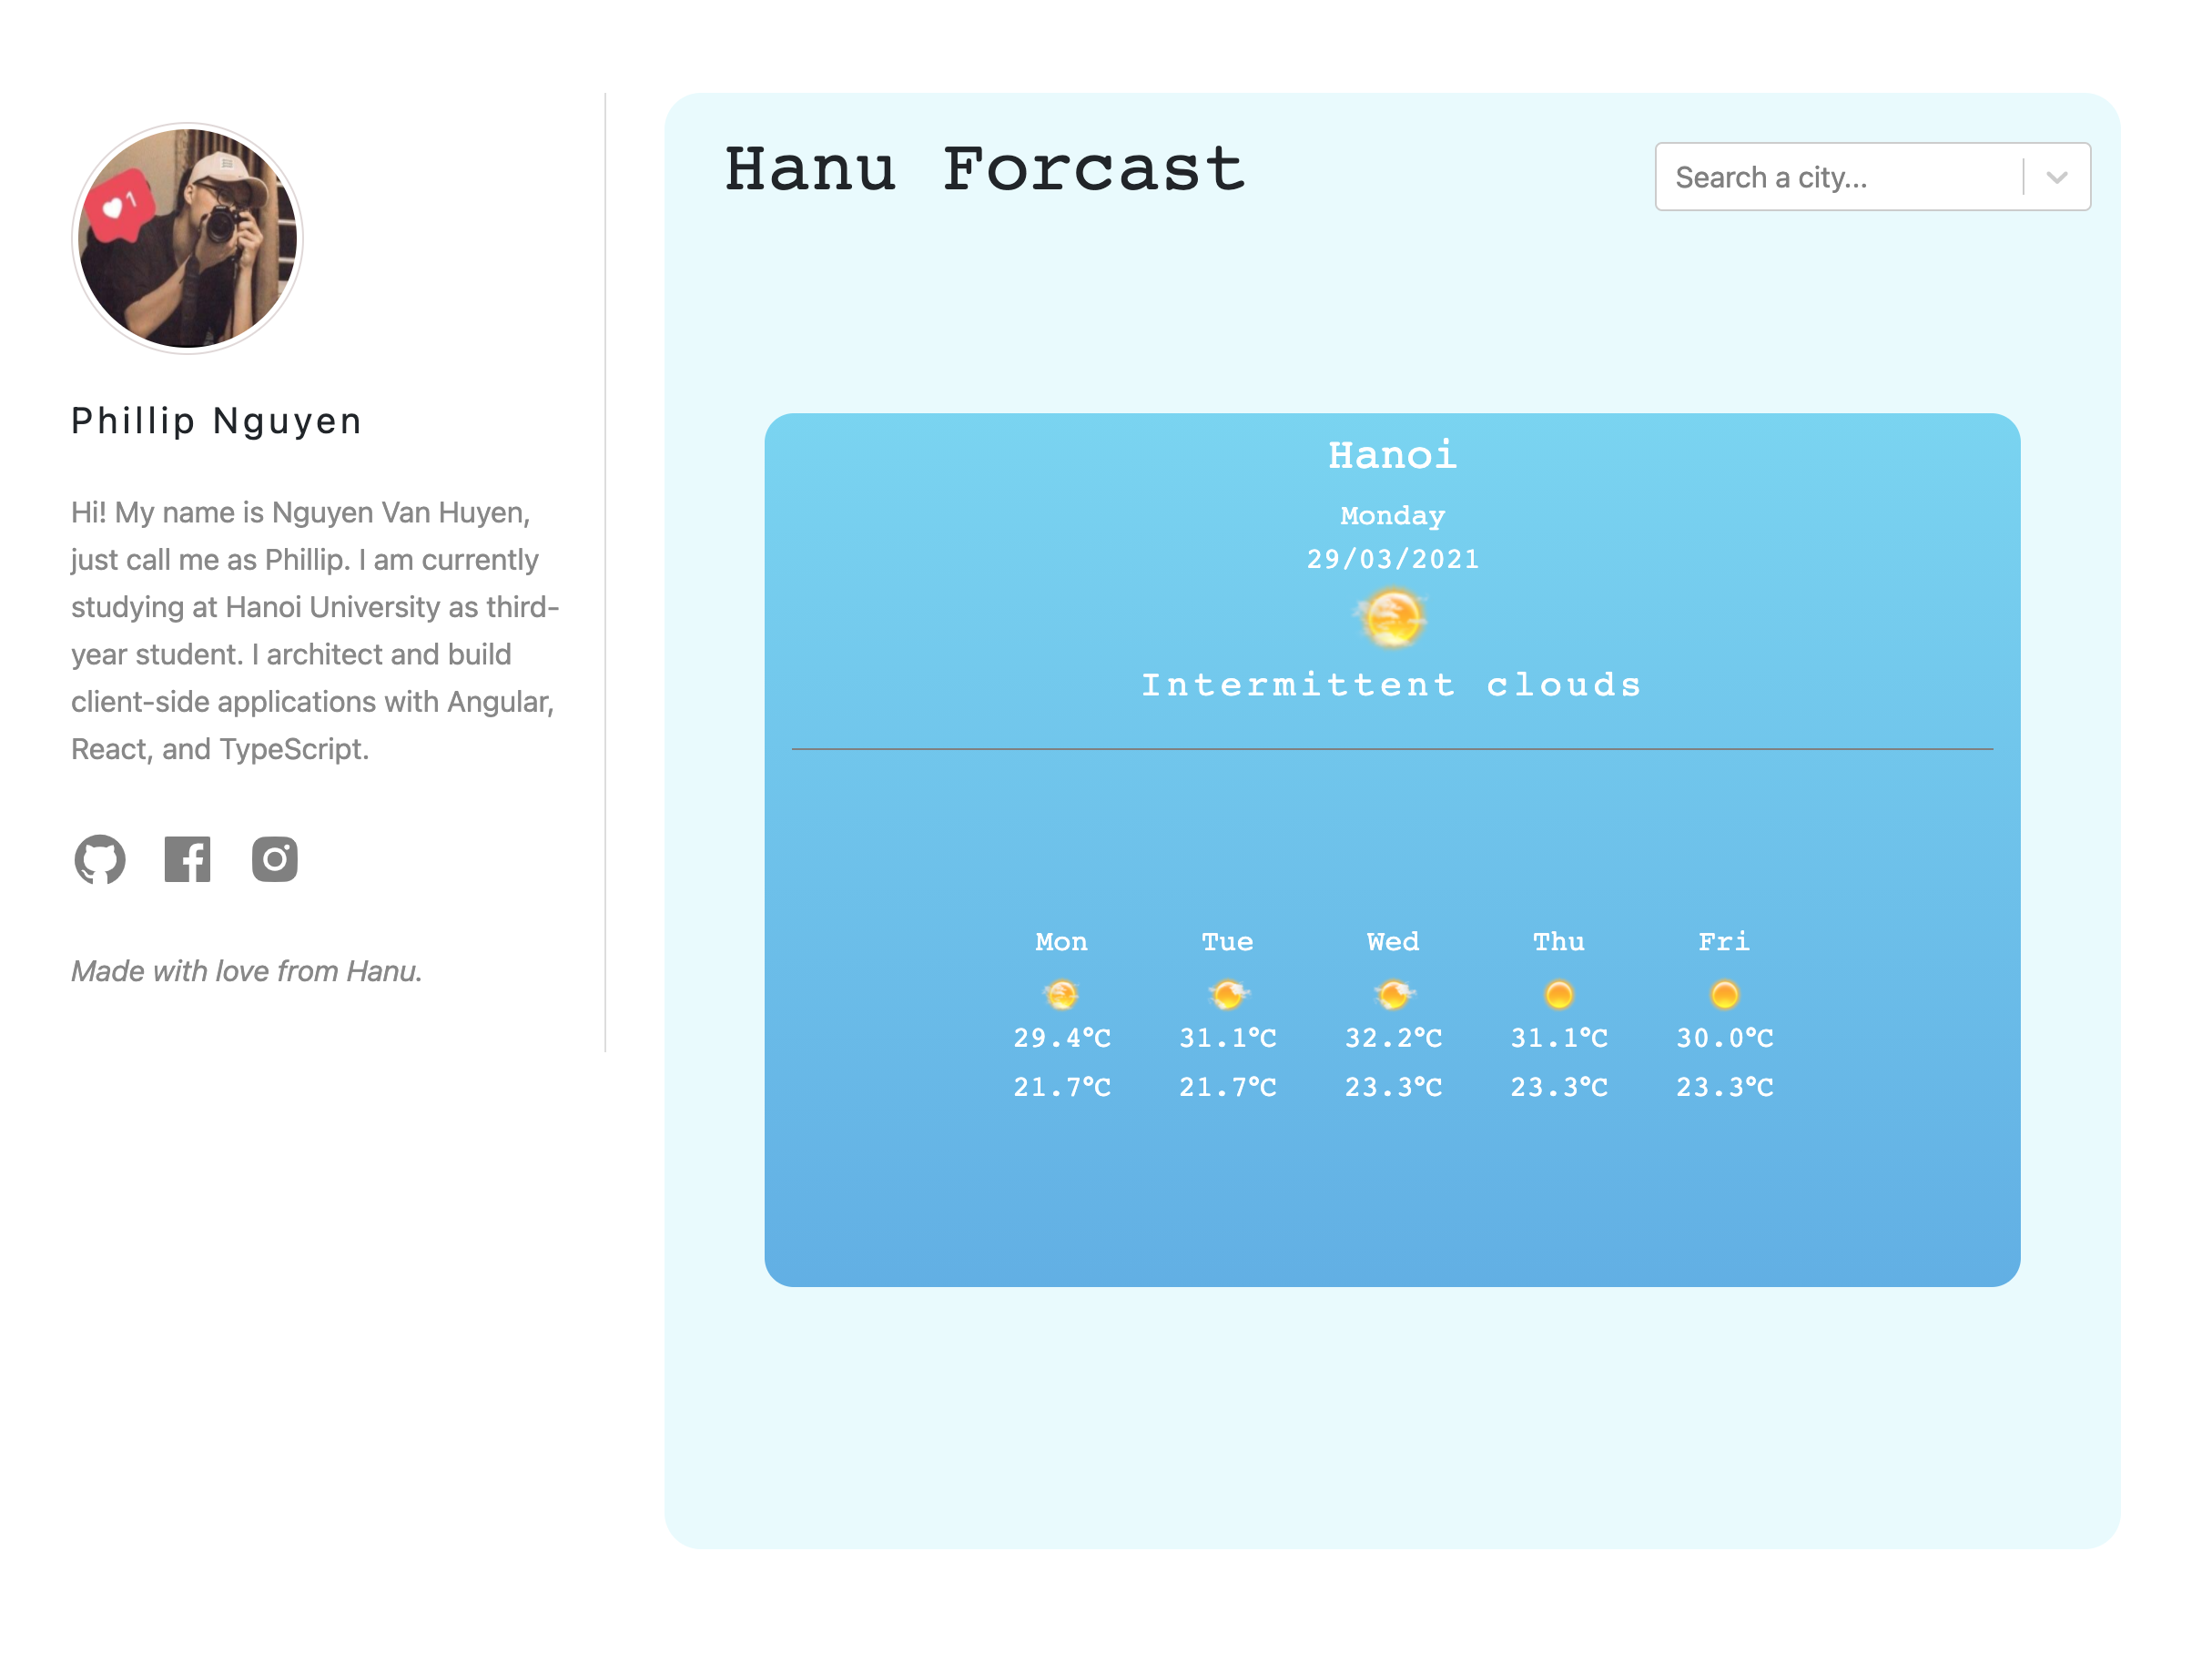 1
Phillip Nguyen
Hi! My name is Nguyen Van Huyen,
just call me as Phillip. I am currently
studying at Hanoi University as third-
year student. I architect and build
client-side applications with Angular,
React, and TypeScript.
Made with love from Hanu.
Hanu Forcast
Search a city...
Hanoi
Monday
29/03/2021
Intermittent clouds
Mon Tue Wed Thu Fri
29.4°C 31.1°C 32.2°C 31.1°C 30.0°C
21.7°C 21.7°C 23.3°C 23.3°C 23.3°C